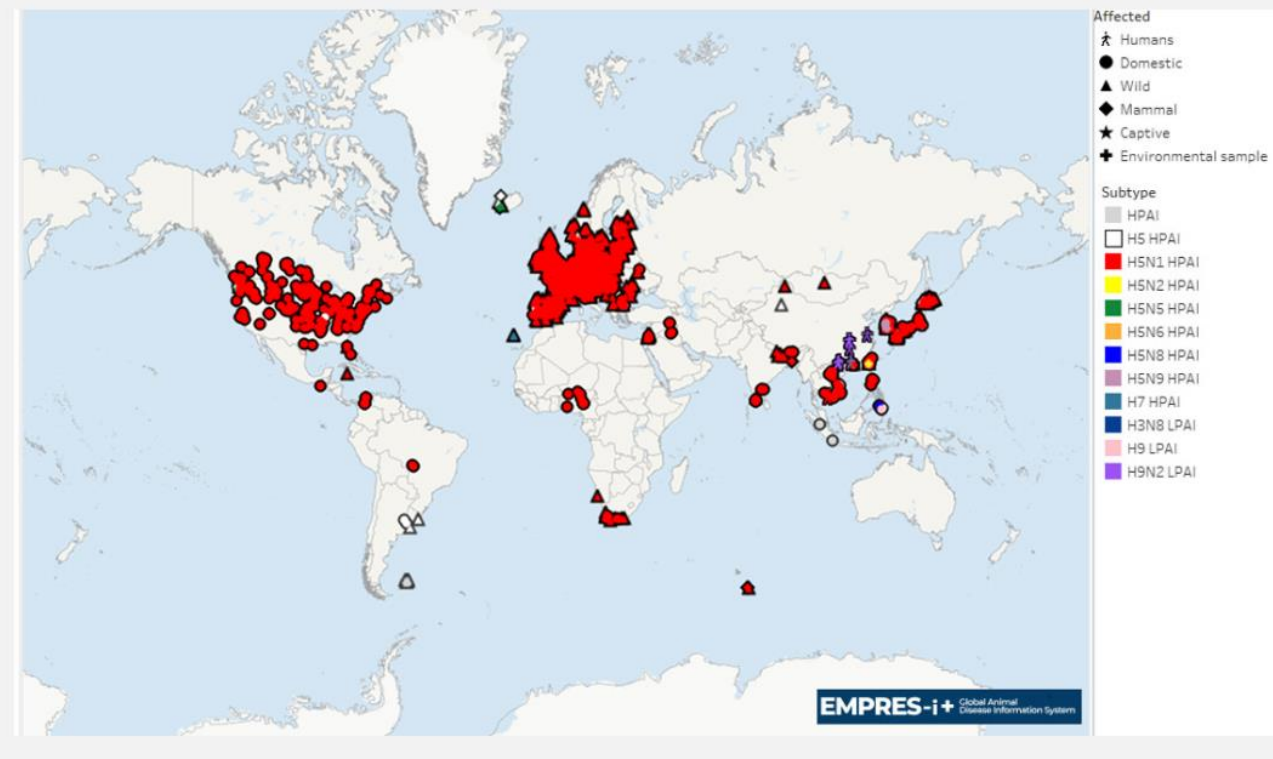 Affected
Humans
Domestic
Wild
Mammal
Captive
Environmental sample
Subtype
HPAI
H5 HPAI
H5N1 HPAI
H5N2 HPAI
H5N5 HPAI
H5N6 HPAI
H5N8 HPAI
H5N9 HPAI
H7 HPAI
H3N8 LPAI
H9 LPAI
H9N2 LPAI
EMPRES-i+ Global Animal
Disease Information System